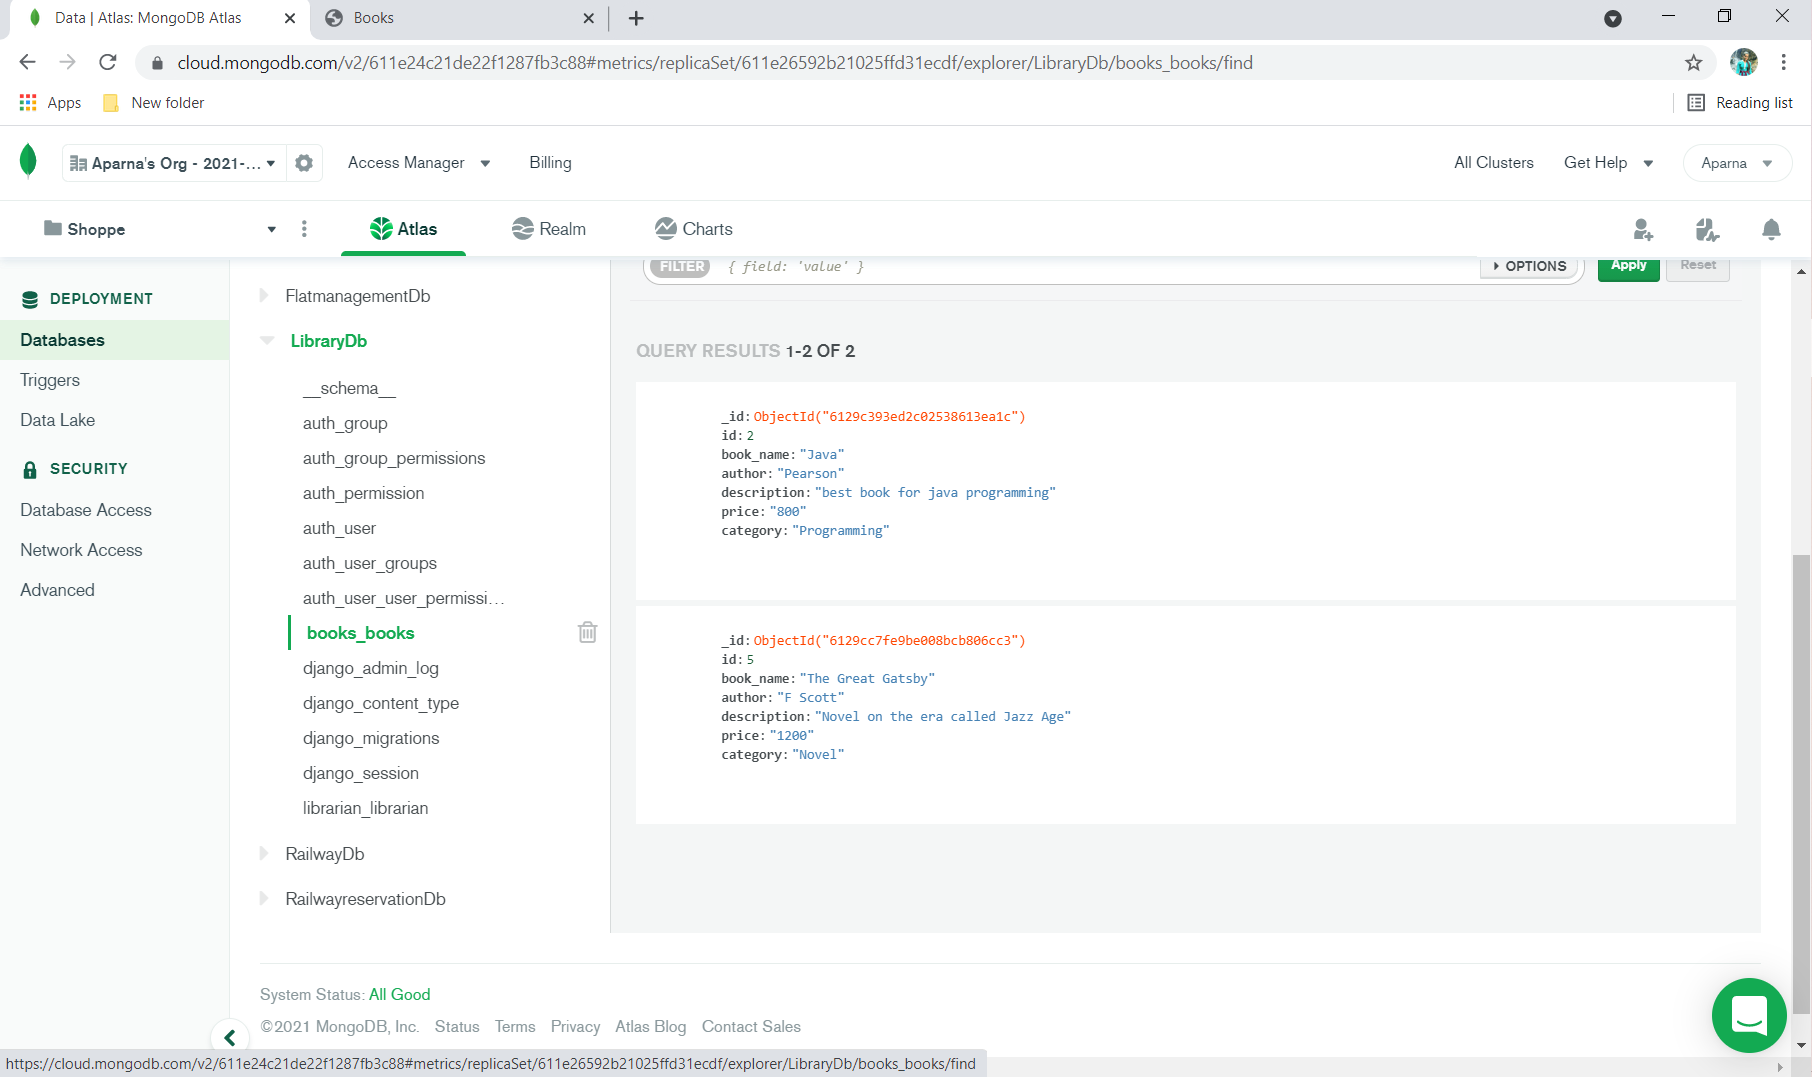 Data | Atlas: MongoDB Atlas
Books
cloud.mongodb.com/v2/611e24c21de22f1287fb3c88#metrics/replicaSet/611e26592b21025ffd31ecdf/explorer/LibraryDb/books_books/find
Apps
New folder
Reading list
Aparna's Org - 2021-...
Access Manager
Billing
All Clusters
Get Help
Aparna
Shoppe
Atlas
Realm
Charts
DEPLOYMENT
Databases
Triggers
Data Lake
SECURITY
Database Access
Network Access
Advanced
FlatmanagementDb
LibraryDb
__schema__
auth_group
auth_group_permissions
auth_permission
auth_user
auth_user_groups
auth_user_user_permissi...
books_books
django_admin_log
django_content_type
django_migrations
django_session
librarian_librarian
RailwayDb
RailwayreservationDb
FILTER { field: 'value' }
OPTIONS
Apply
Reset
QUERY RESULTS 1-2 OF 2
_id: ObjectId("6129c393ed2c02538613ea1c")
id: 2
book_name: "Java"
author: "Pearson"
description: "best book for java programming"
price: "800"
category: "Programming"
_id: ObjectId("6129cc7fe9be008bcb806cc3")
id: 5
book_name: "The Great Gatsby"
author: "F Scott"
description: "Novel on the era called Jazz Age"
price: "1200"
category: "Novel"
System Status: All Good
©2021 MongoDB, Inc. Status Terms Privacy Atlas Blog Contact Sales
https://cloud.mongodb.com/v2/611e24c21de22f1287fb3c88#metrics/replicaSet/611e26592b21025ffd31ecdf/explorer/LibraryDb/books_books/find